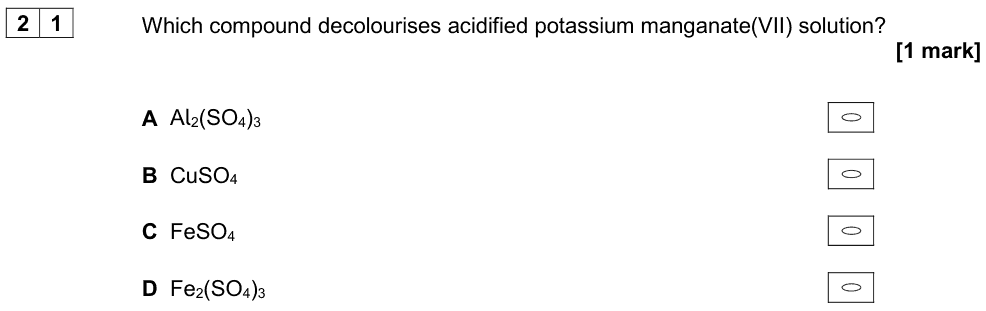 2 1 Which compound decolourises acidified potassium manganate(VII) solution?
[1 mark]
A Al₂(SO₄)₃
B CuSO₄
C FeSO₄
D Fe₂(SO₄)₃